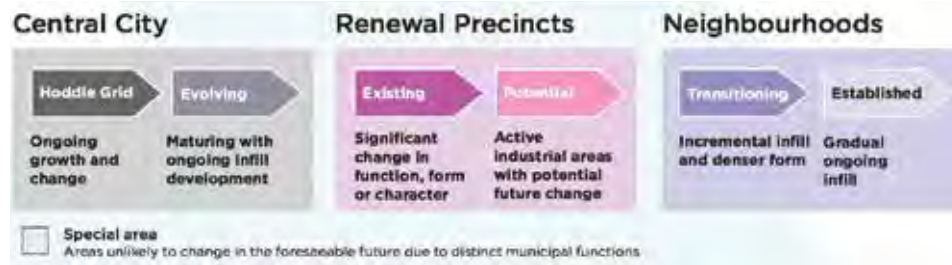 Central City
Renewal Precincts
Neighbourhoods
Hoddle Grid
Evolving
Existing
Potential
Transitioning
Established
Ongoing
growth and
change
Maturing with
ongoing infill
development
Significant
change in
function, form
or character
Active
industrial areas
with potential
future change
Incremental infill
and denser form
Gradual
ongoing
infill
Special area
Areas unlikely to change in the foreseeable future due to distinct municipal functions